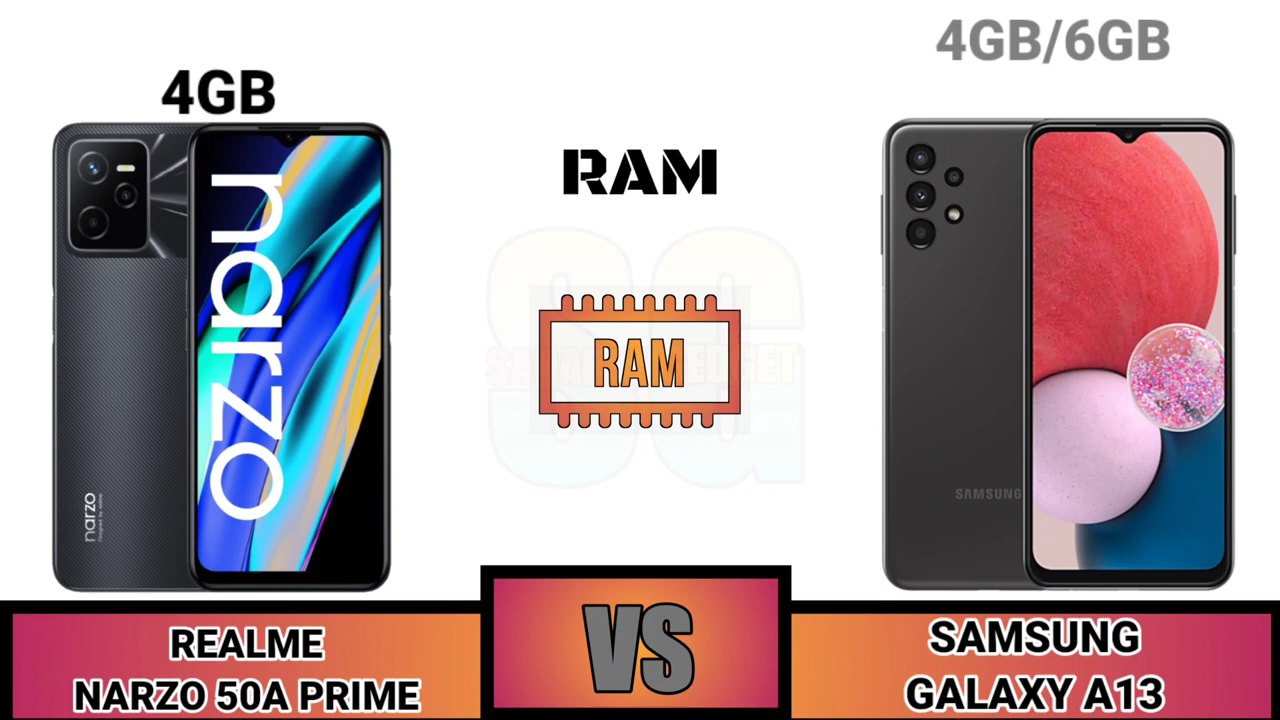 4GB/6GB
4GB
RAM
narzo
RAM
narzo
SAMSUNG
VS
REALME
NARZO 50A PRIME
SAMSUNG
GALAXY A13